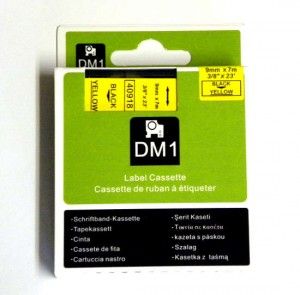 DM1
9mm x 7m
3/8" x 23'
BLACK
YELLOW
BLACK
YELLOW
40918
3/8" x 23'
9mm x 7m
DM1
Label Cassette
Cassette de ruban à étiqueter
•Schriftband-Kassette
•Tapekassett
•Cinta
•Cassete de fita
•Cartuccia nastro
•Şerit Kaseti
kazeta s páskou
•Szalag
•Kasetka z taśmą